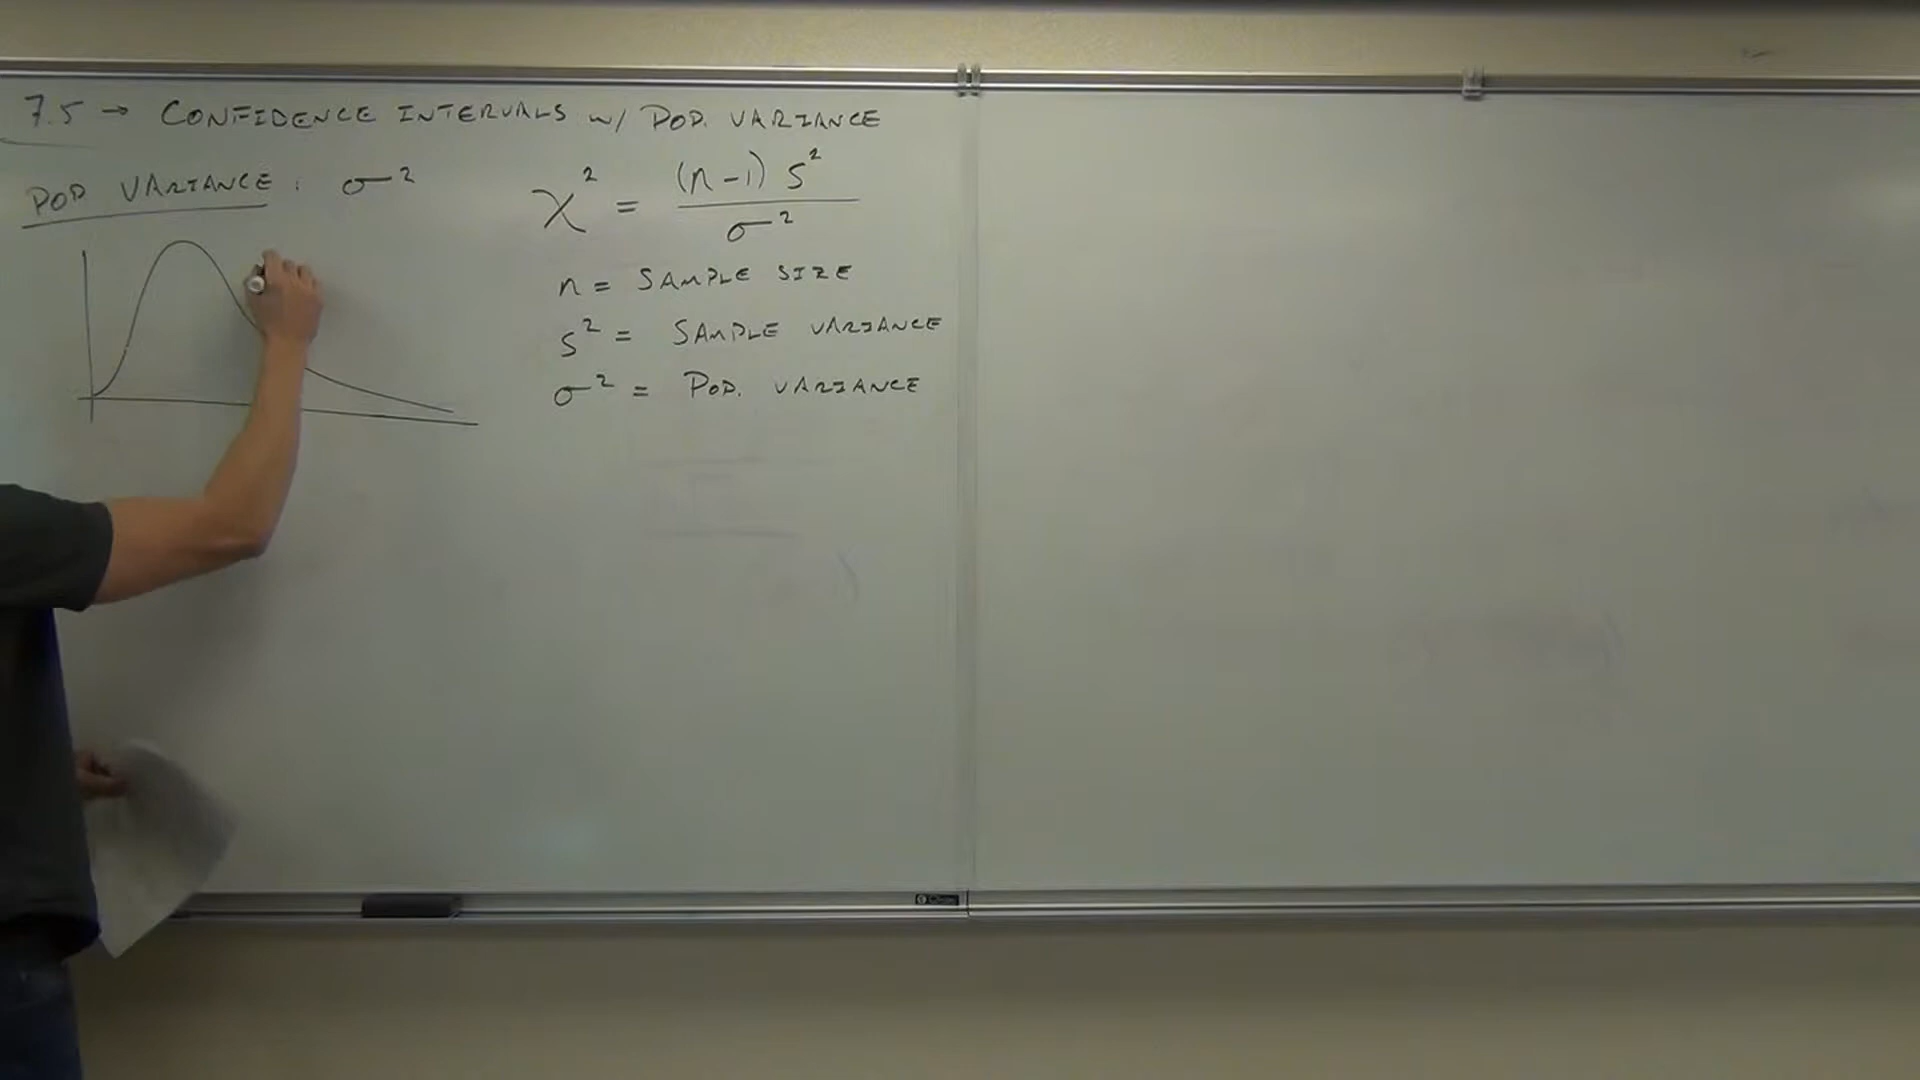 7.5 → CONFIDENCE INTERVALS w/ POP. VARIANCE
POP VARIANCE: σ²
χ² = (n-1) s² / σ²
n = SAMPLE SIZE
s² = SAMPLE VARIANCE
σ² = POP. VARIANCE